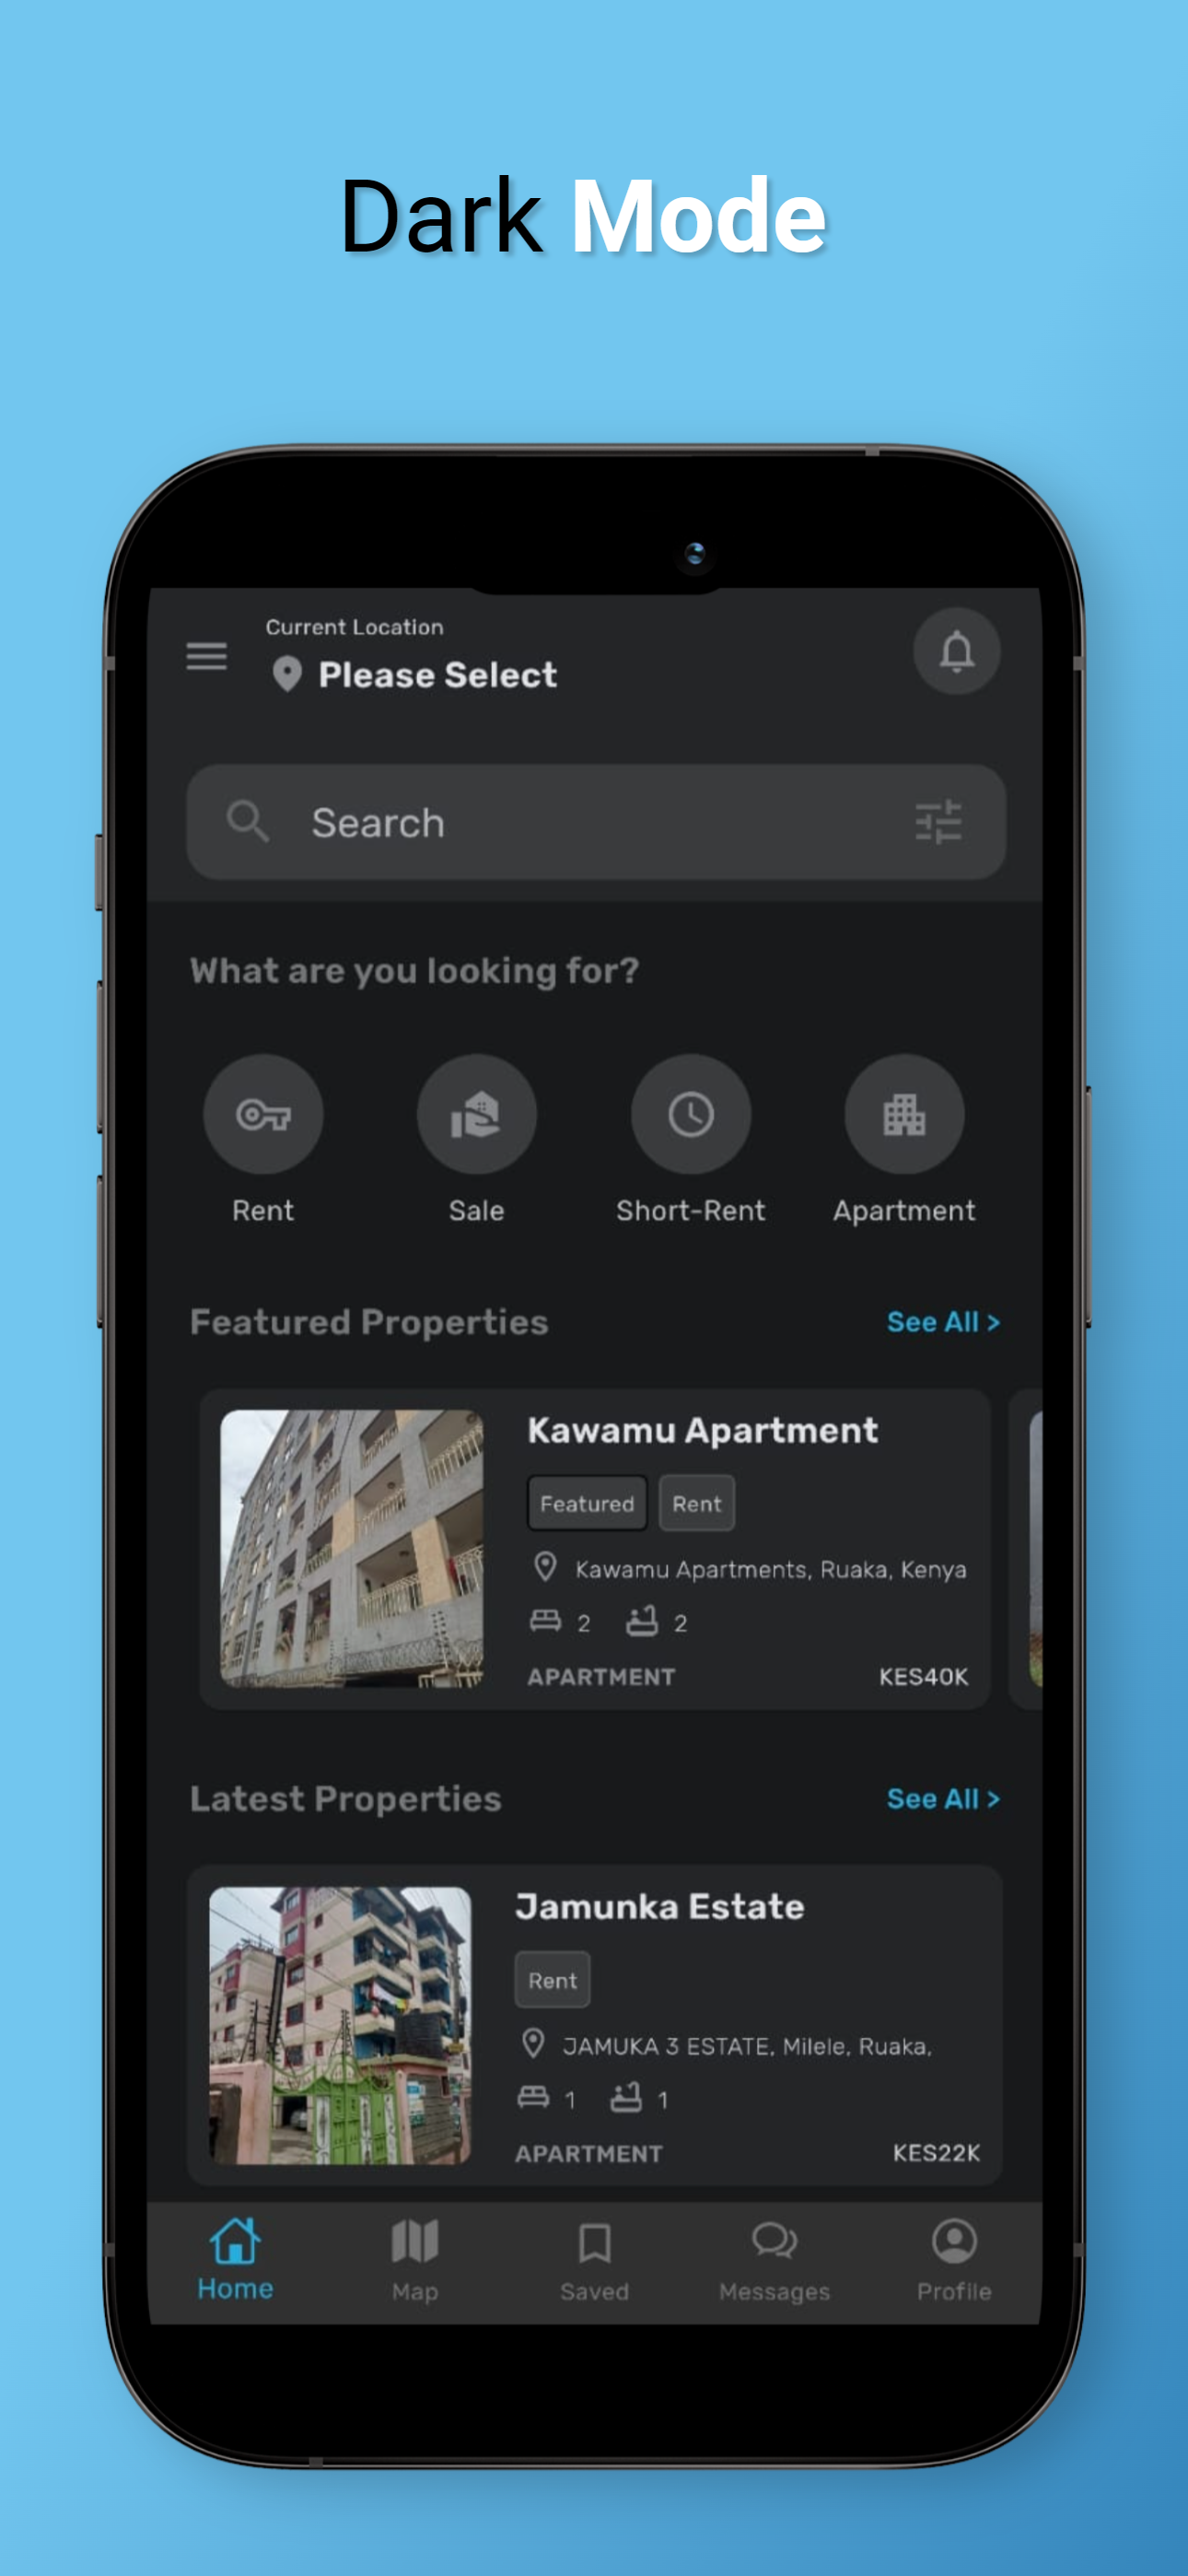 Dark Mode
Current Location
Please Select
Search
What are you looking for?
Rent
Sale
Short-Rent
Apartment
Featured Properties
See All >
Kawamu Apartment
Featured
Rent
Kawamu Apartments, Ruaka, Kenya
2
2
APARTMENT
KES40K
Latest Properties
See All >
Jamunka Estate
Rent
JAMUKA 3 ESTATE, Milele, Ruaka,
1
1
APARTMENT
KES22K
Home
Map
Saved
Messages
Profile